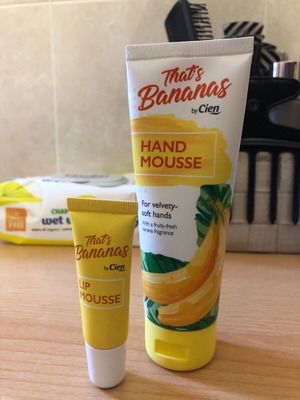 That's
Bananas
by Cien
HAND
MOUSSE
For velvety-
soft hands
With a fruity-fresh
banana fragrance
That's
Bananas
by Cien
LIP
MOUSSE
wet